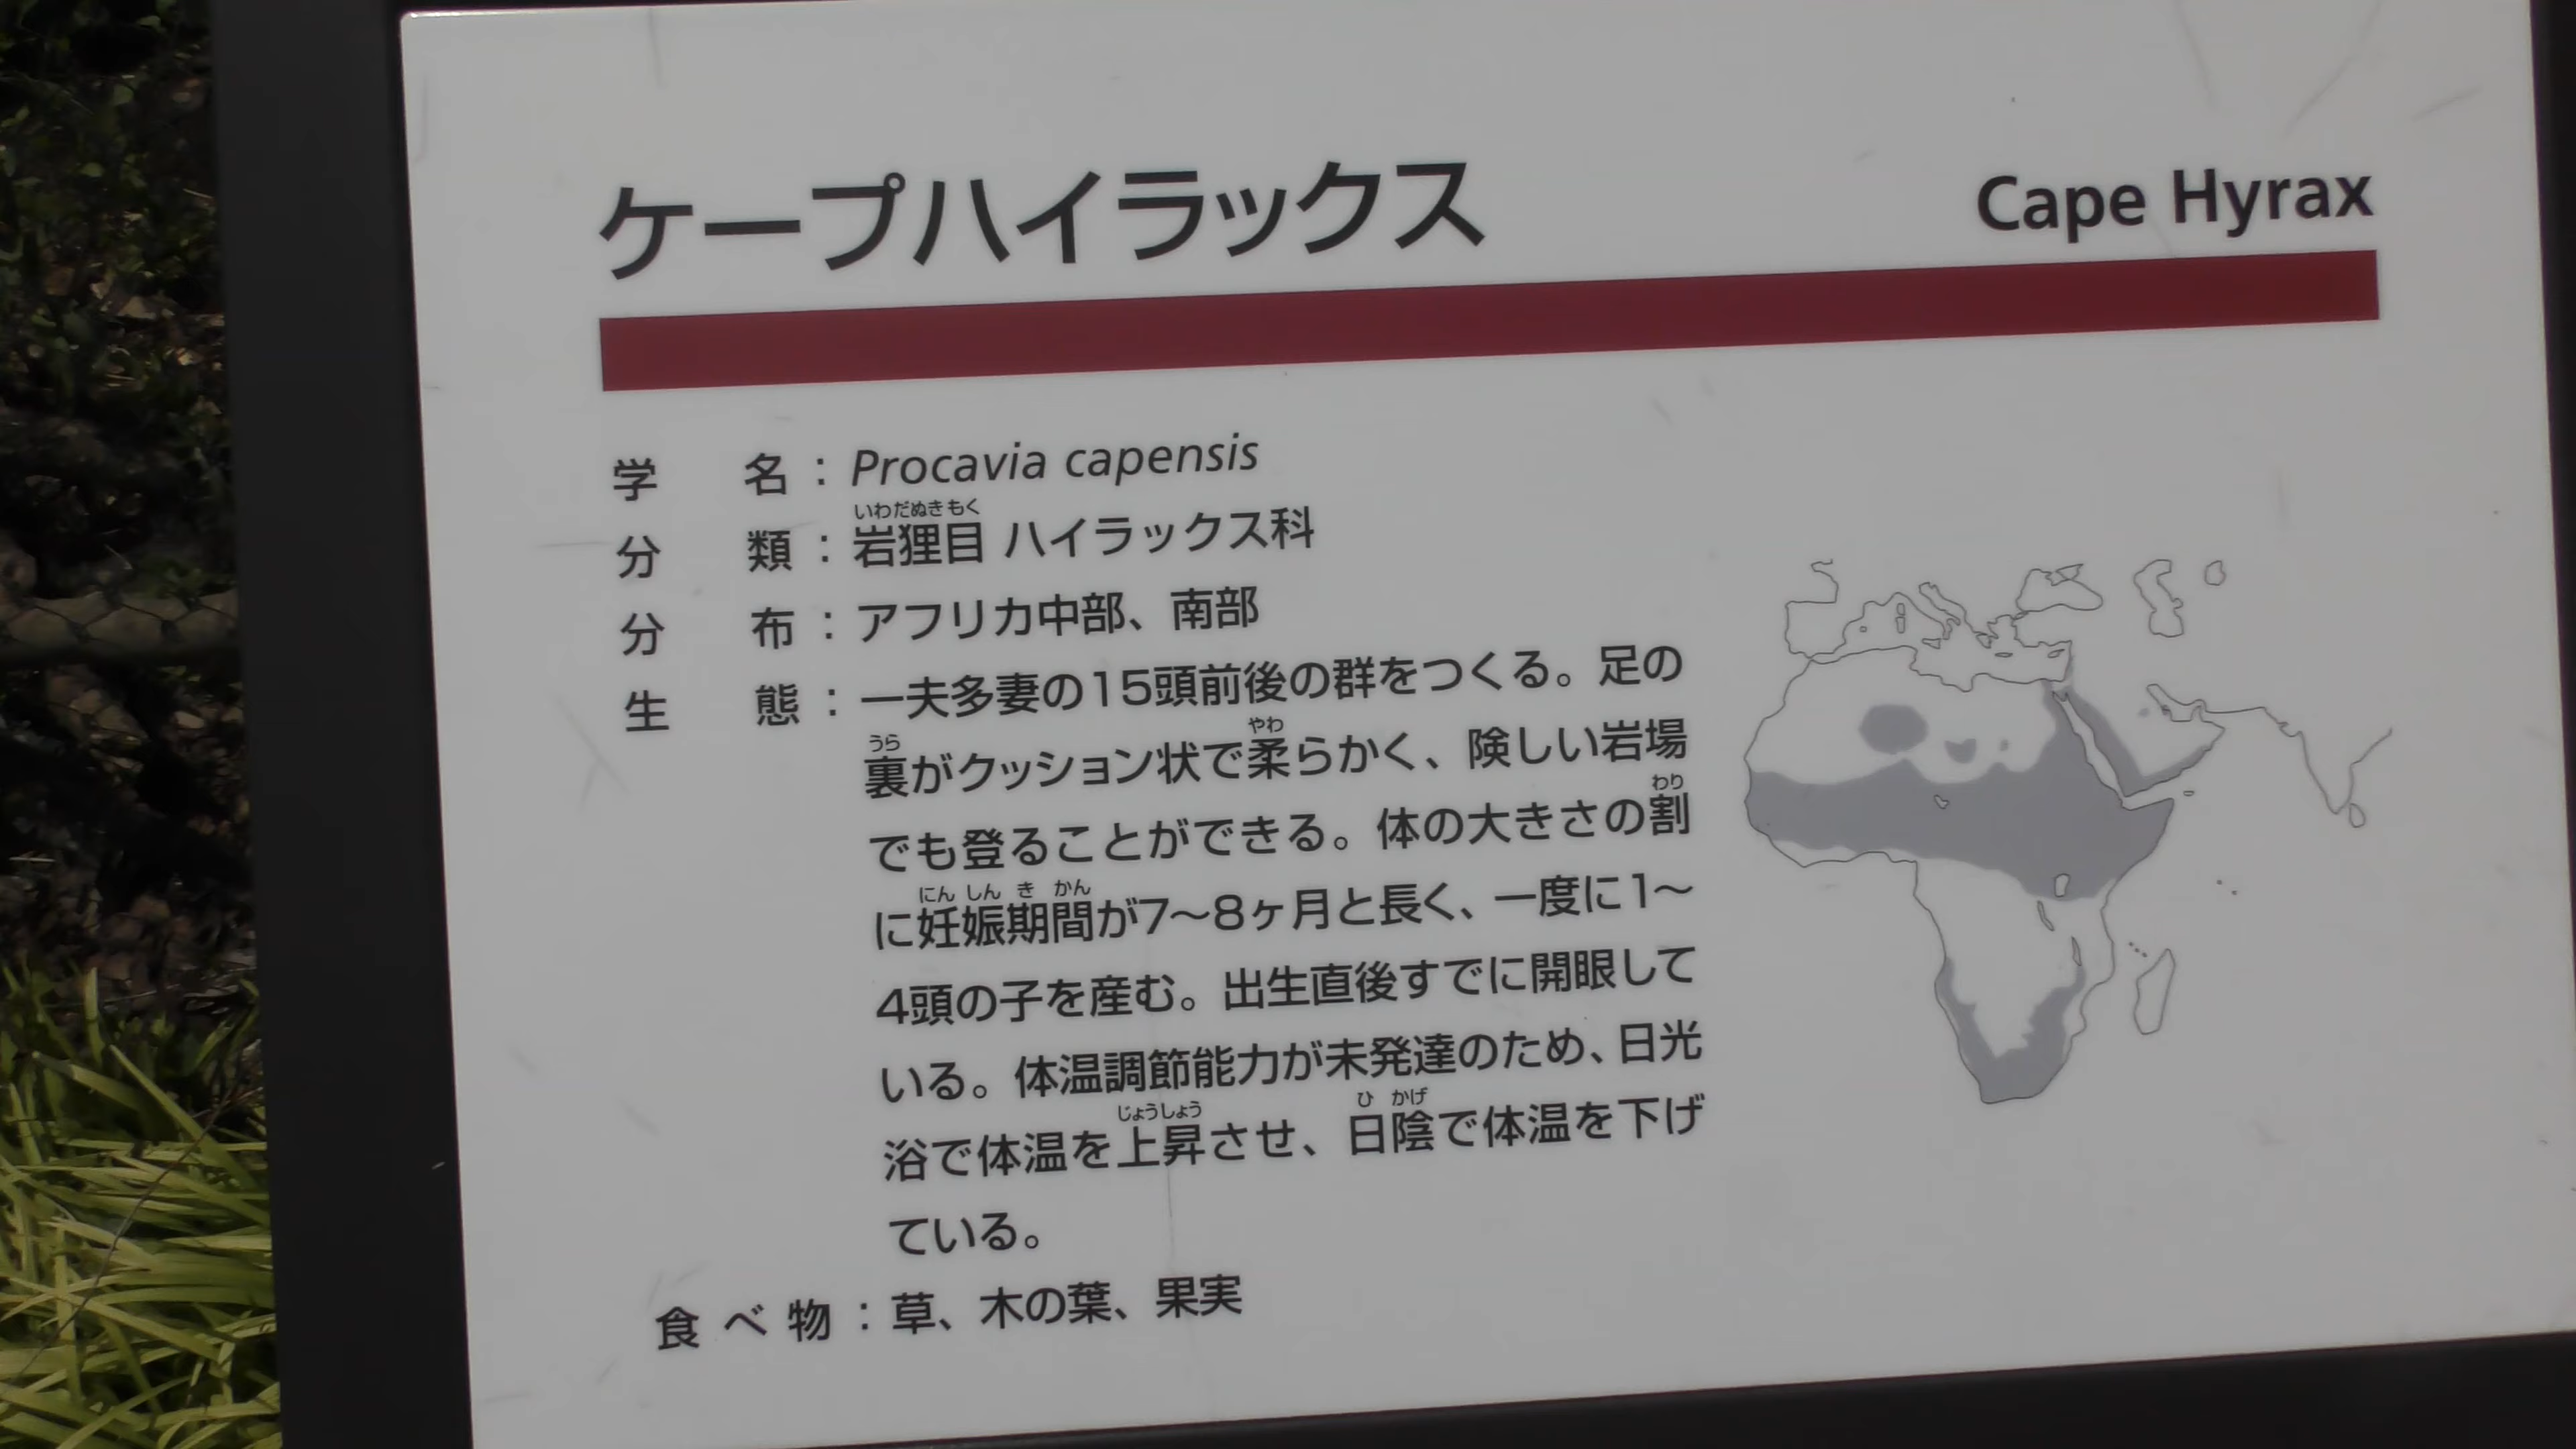 ケープハイラックス
Cape Hyrax
学名：Procavia capensis
いわだぬきもく
分類：岩狸目 ハイラックス科
分布：アフリカ中部、南部
生態：一夫多妻の15頭前後の群をつくる。足の
うら やわ
裏がクッション状で柔らかく、険しい岩場
わり
でも登ることができる。体の大きさの割
にん しん き かん
に妊娠期間が7〜8ヶ月と長く、一度に1〜
4頭の子を産む。出生直後すでに開眼して
いる。体温調節能力が未発達のため、日光
じょうしょう ひ かげ
浴で体温を上昇させ、日陰で体温を下げ
ている。
食べ物：草、木の葉、果実